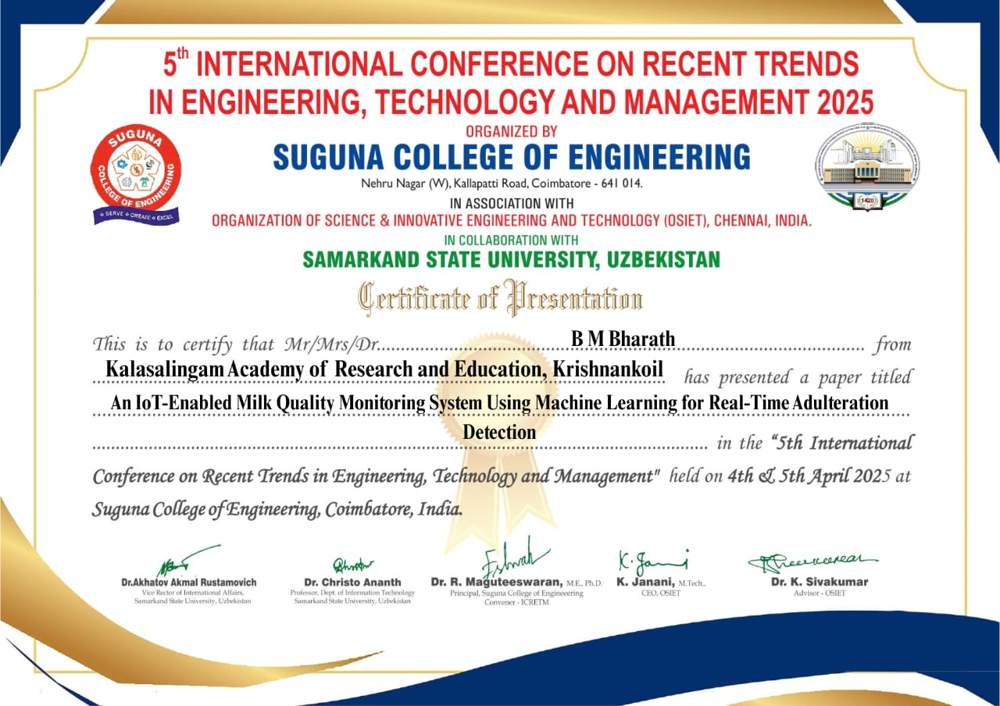 5th INTERNATIONAL CONFERENCE ON RECENT TRENDS
IN ENGINEERING, TECHNOLOGY AND MANAGEMENT 2025
ORGANIZED BY
SUGUNA COLLEGE OF ENGINEERING
Nehru Nagar (W), Kallapatti Road, Coimbatore - 641 014.
SUGUNA
COLLEGE OF ENGINEERING
SERVE CREATE EXCEL
1420
IN ASSOCIATION WITH
ORGANIZATION OF SCIENCE & INNOVATIVE ENGINEERING AND TECHNOLOGY (OSIET), CHENNAI, INDIA.
IN COLLABORATION WITH
SAMARKAND STATE UNIVERSITY, UZBEKISTAN
Certificate of Presentation
This is to certify that Mr/Mrs/Dr. B M Bharath from
Kalasalingam Academy of Research and Education, Krishnankoil has presented a paper titled
An IoT-Enabled Milk Quality Monitoring System Using Machine Learning for Real-Time Adulteration
Detection in the “5th International
Conference on Recent Trends in Engineering, Technology and Management" held on 4th & 5th April 2025 at
Suguna College of Engineering, Coimbatore, India.
K. Jani
Dr.Akhatov Akmal Rustamovich
Vice Rector of International Affairs,
Samarkand State University, Uzbekistan
Dr. Christo Ananth
Professor, Dept. of Information Technology
Samarkand State University, Uzbekistan
Dr. R. Maguteeswaran, M.E., Ph.D.
Principal, Suguna College of Engineeering
Convener - ICRETM
K. Janani, M.Tech.,
CEO, OSIET
Dr. K. Sivakumar
Advisor - OSIET